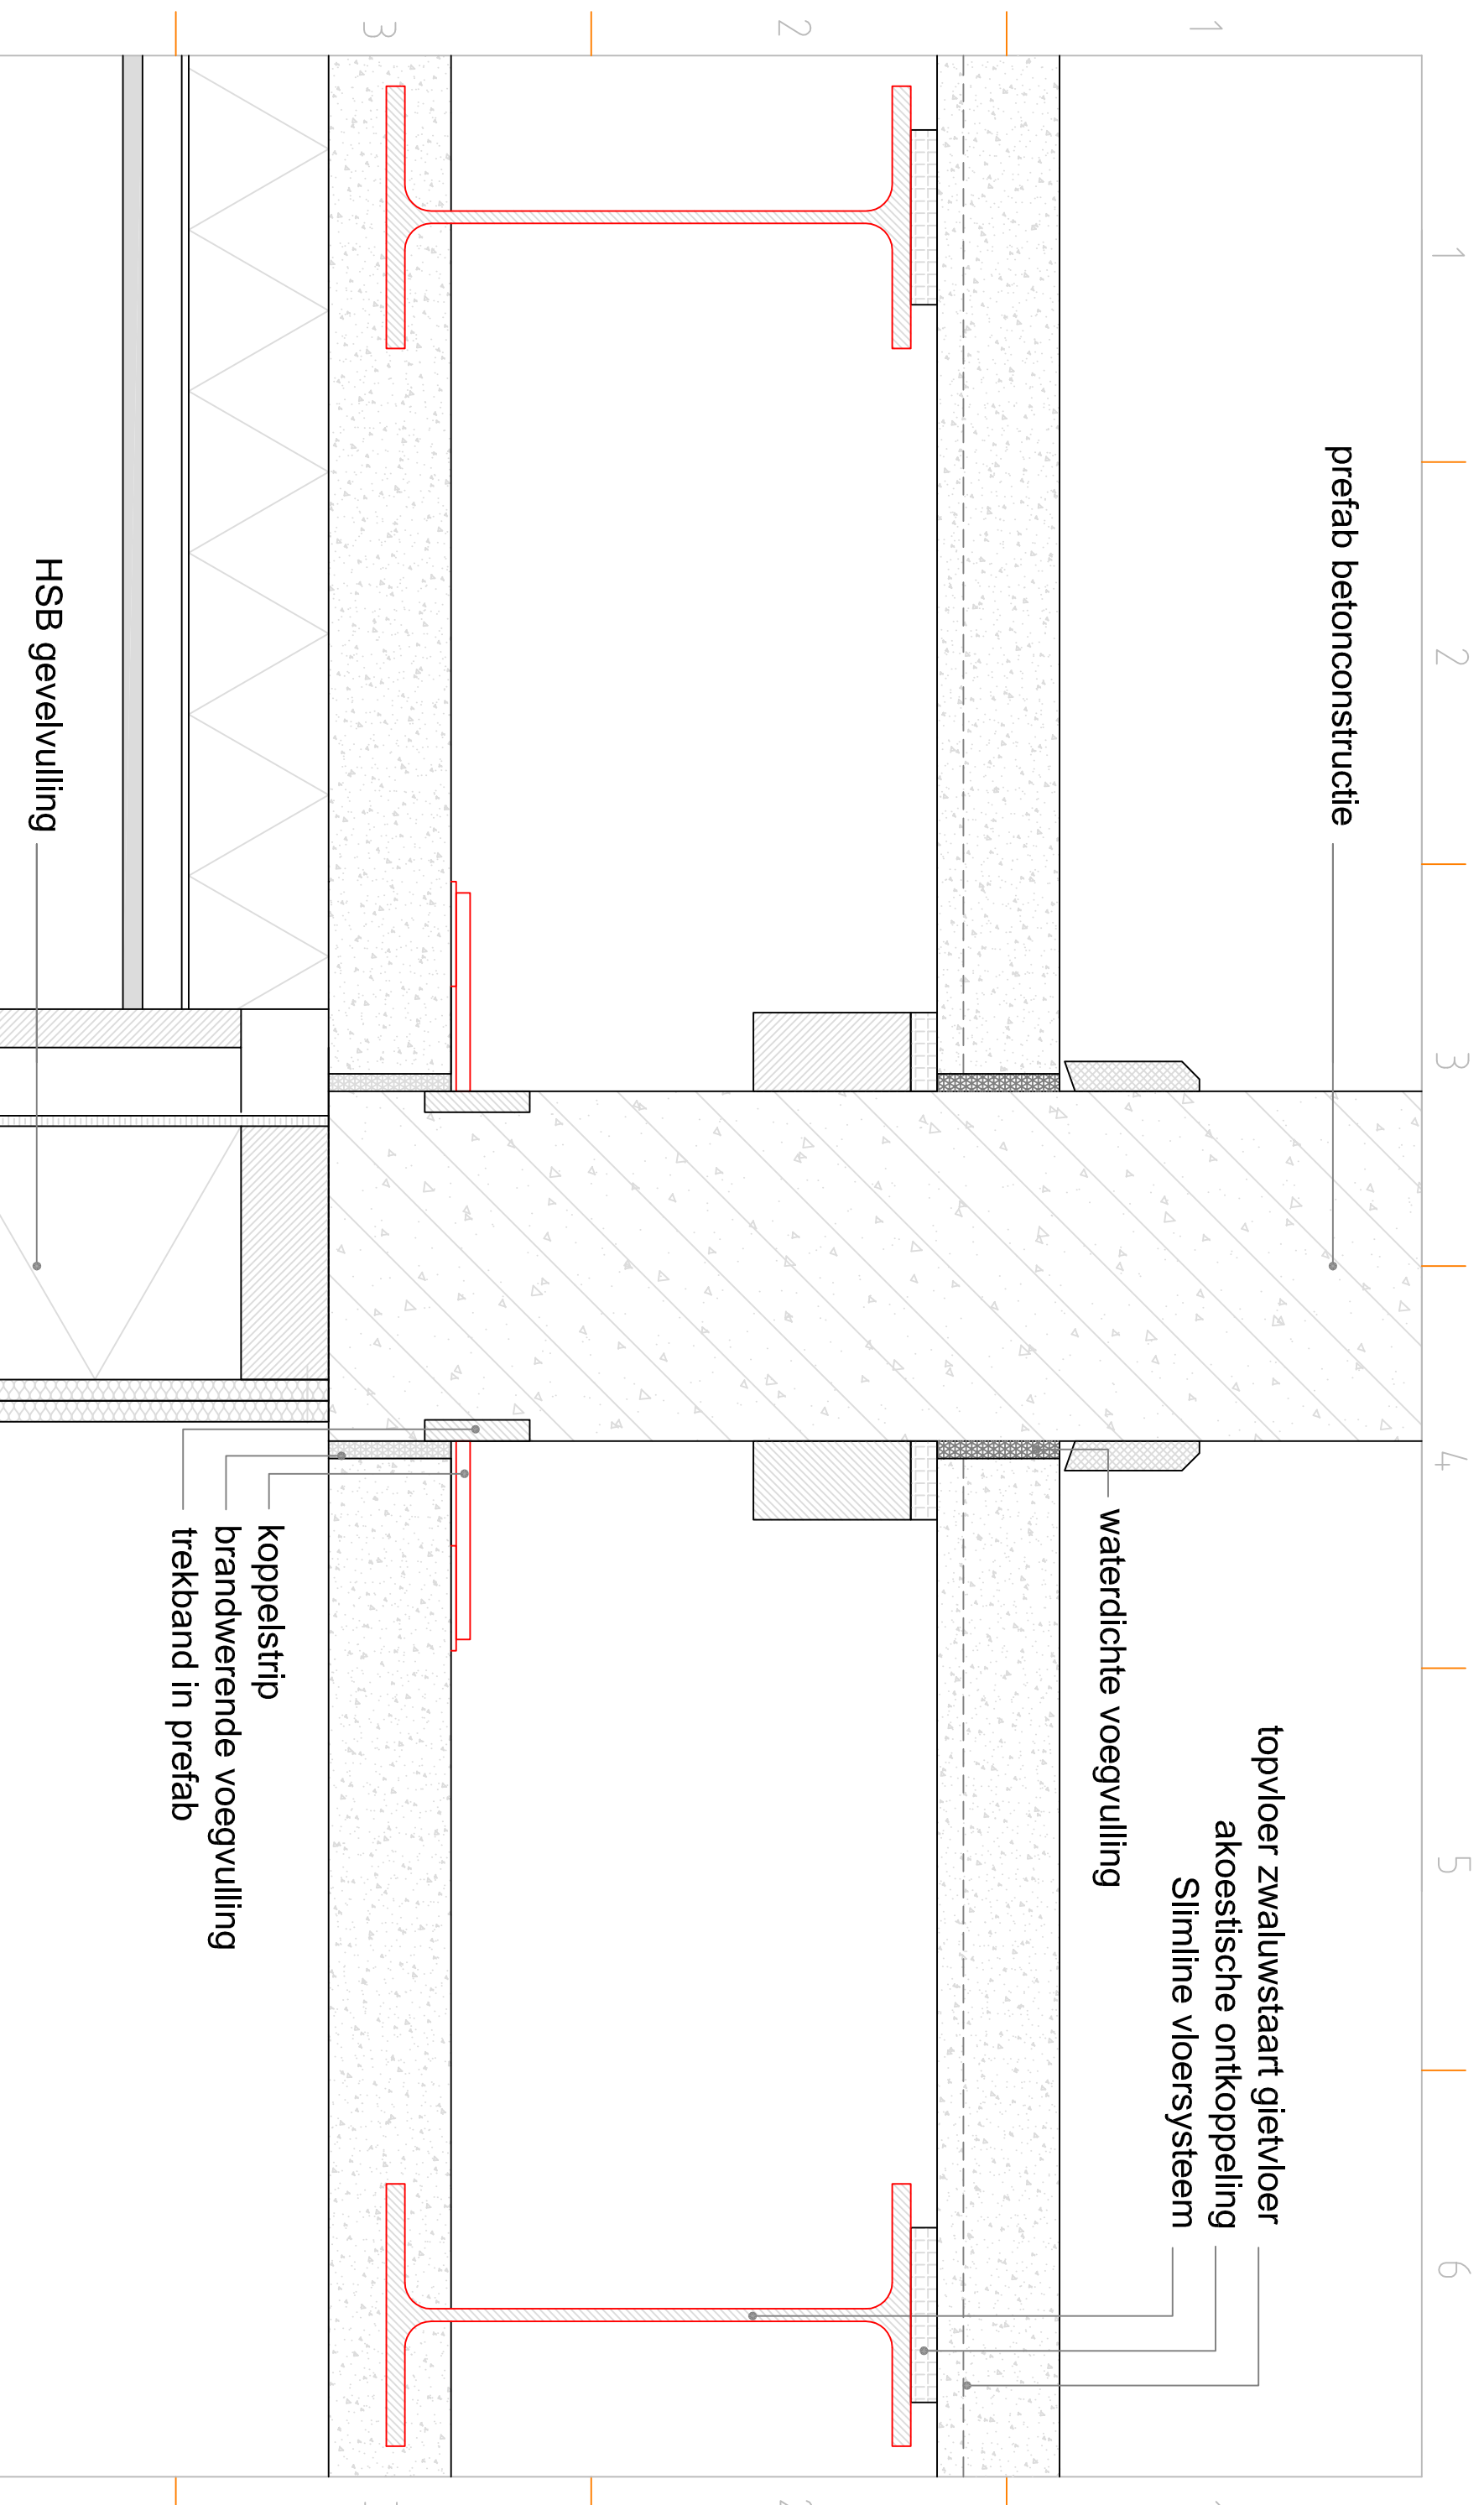 1
2
3
4
5
6
1
2
3
prefab betonconstructie
topvloer zwaluwstaart gietvloer
akoestische ontkoppeling
Slimline vloersysteem
waterdichte voegvulling
koppelstrip
brandwerende voegvulling
trekband in prefab
HSB gevelvulling